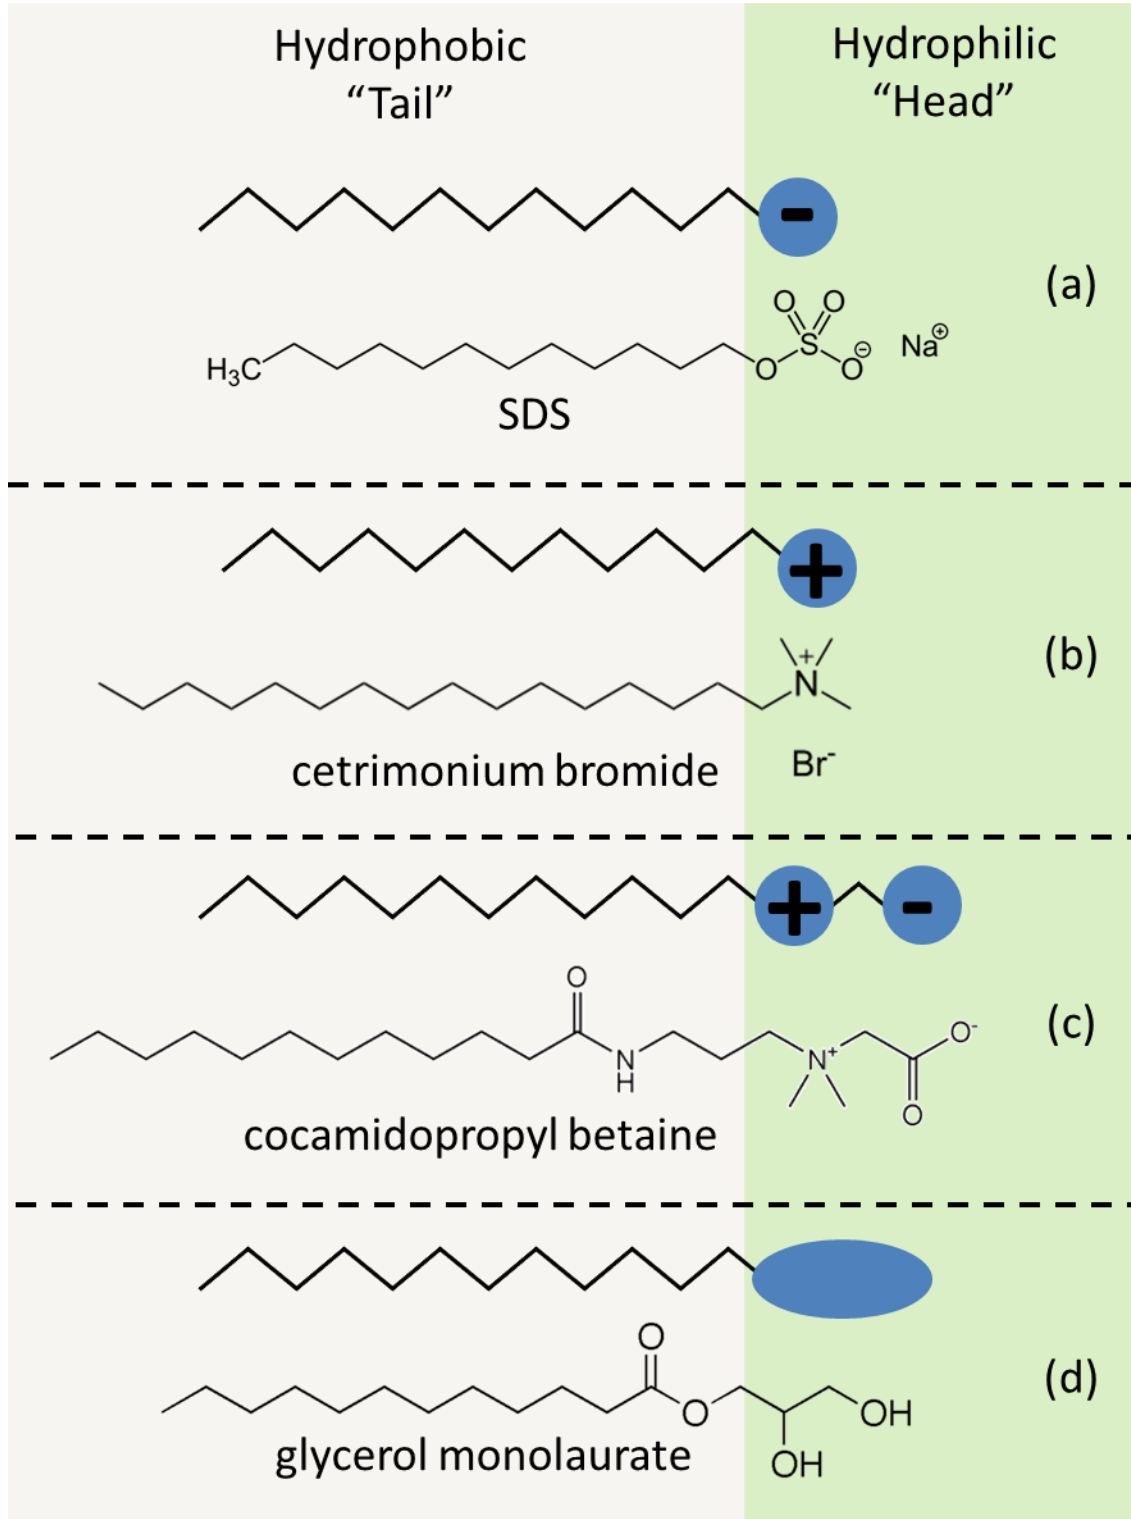 Hydrophobic
“Tail”
Hydrophilic
“Head”
-
(a)
O O
H3C O S O⊖ Na⊕
SDS
+
(b)
N+
cetrimonium bromide Br-
+ -
(c)
O
N
H
N+
O-
O
cocamidopropyl betaine
(d)
O
O
OH
OH
glycerol monolaurate